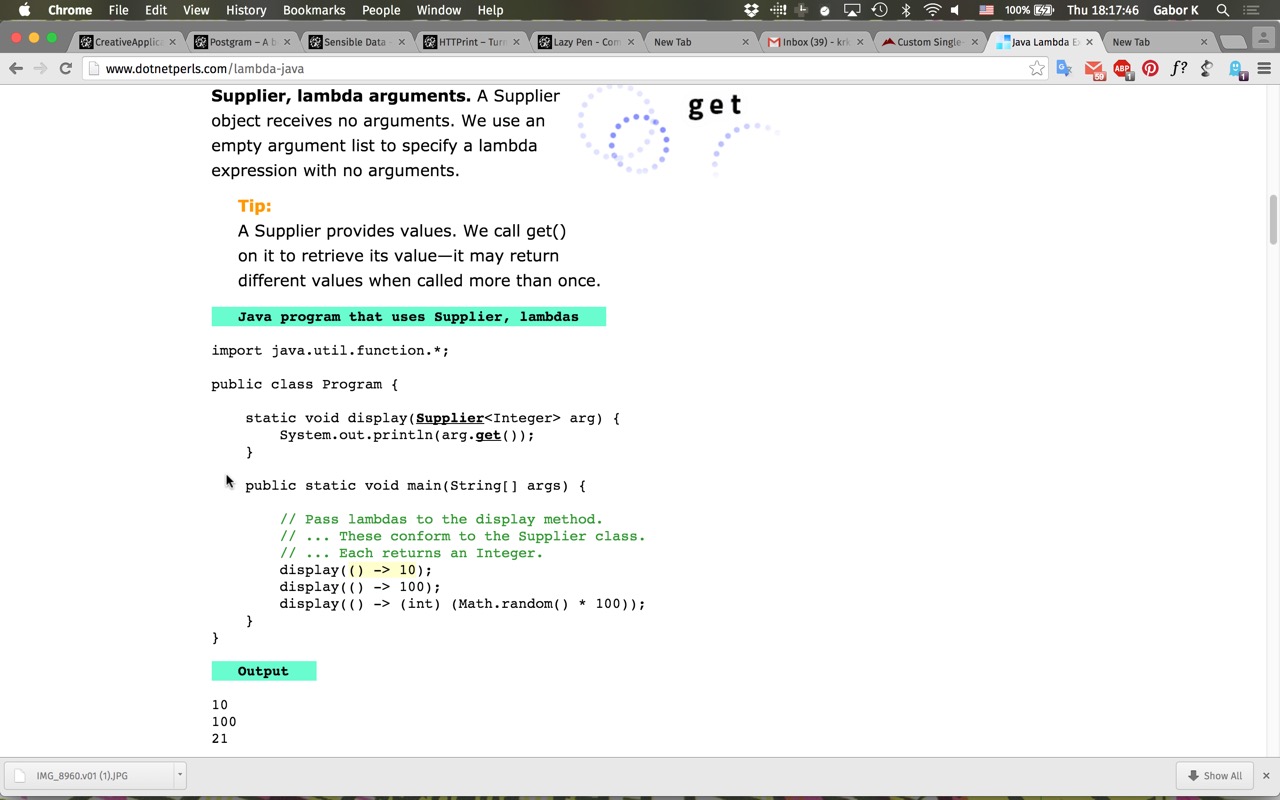 Chrome File Edit View History Bookmarks People Window Help 100% Thu 18:17:46 Gabor K
CreativeApplic Postgram – A b Sensible Data HTTPrint – Turn Lazy Pen - Com New Tab Inbox (39) - krk Custom Single- Java Lambda Ex New Tab
www.dotnetperls.com/lambda-java
Supplier, lambda arguments. A Supplier
object receives no arguments. We use an
empty argument list to specify a lambda
expression with no arguments.
get
Tip:
A Supplier provides values. We call get()
on it to retrieve its value—it may return
different values when called more than once.
Java program that uses Supplier, lambdas
import java.util.function.*;
public class Program {
static void display(Supplier<Integer> arg) {
System.out.println(arg.get());
}
public static void main(String[] args) {
// Pass lambdas to the display method.
// ... These conform to the Supplier class.
// ... Each returns an Integer.
display(() -> 10);
display(() -> 100);
display(() -> (int) (Math.random() * 100));
}
}
Output
10
100
21
IMG_8960.v01 (1).JPG Show All